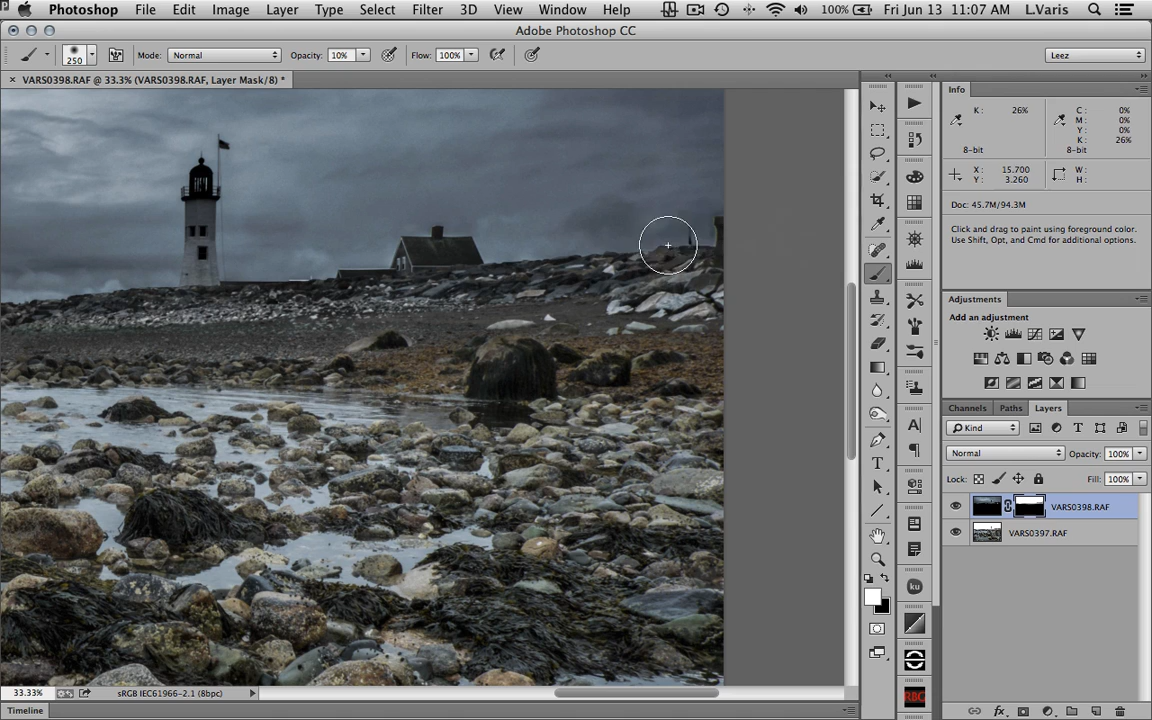 Photoshop File Edit Image Layer Type Select Filter 3D View Window Help 100% Fri Jun 13 11:07 AM L.Varis
Adobe Photoshop CC
250 Mode: Normal Opacity: 10% Flow: 100% Leez
× VARS0398.RAF @ 33.3% (VARS0398.RAF, Layer Mask/8) *
Info
K: 26% C: 0%
M: 0%
Y: 0%
K: 26%
8-bit 8-bit
X: 15.700 W:
Y: 3.260 H:
Doc: 45.7M/94.3M
Click and drag to paint using foreground color.
Use Shift, Opt, and Cmd for additional options.
Adjustments
Add an adjustment
Channels Paths Layers
Kind
Normal Opacity: 100%
Lock: Fill: 100%
VARS0398.RAF
VARS0397.RAF
ku
RBG
33.33% sRGB IEC61966-2.1 (8bpc)
Timeline
fx